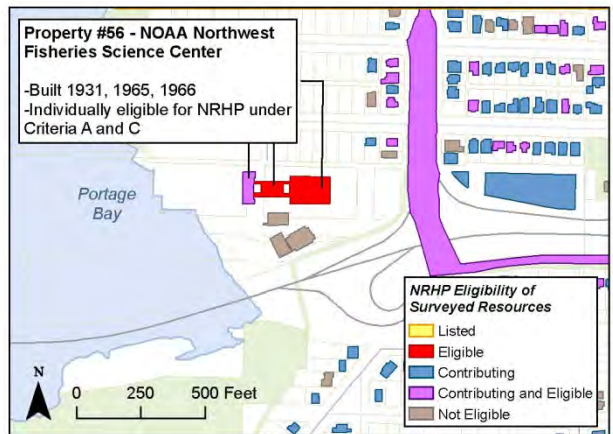 Property #56 - NOAA Northwest
Fisheries Science Center
-Built 1931, 1965, 1966
-Individually eligible for NRHP under
Criteria A and C
Portage
Bay
N
0 250 500 Feet
NRHP Eligibility of
Surveyed Resources
Listed
Eligible
Contributing
Contributing and Eligible
Not Eligible